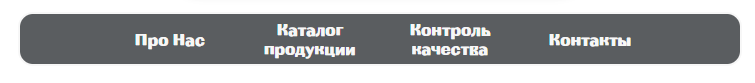 Про Нас
Каталог
продукции
Контроль
качества
Контакты